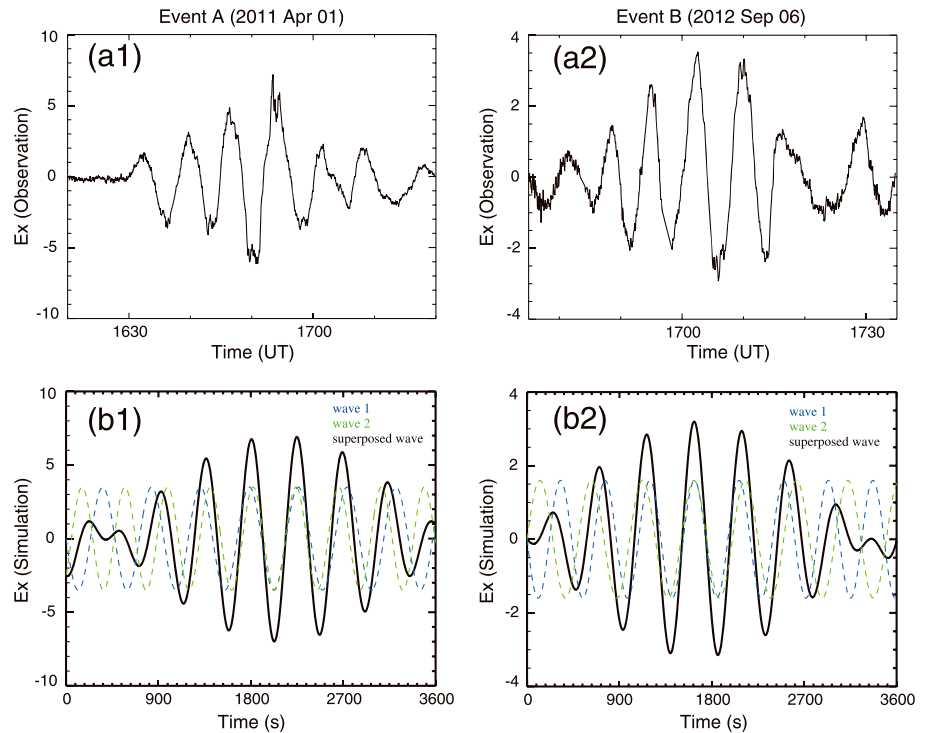 Event A (2011 Apr 01)
Event B (2012 Sep 06)
(a1)
10
5
0
-5
-10
Ex (Observation)
1630
1700
Time (UT)
(a2)
4
2
0
-2
-4
Ex (Observation)
1700
1730
Time (UT)
(b1)
wave 1
wave 2
superposed wave
10
5
0
-5
-10
Ex (Simulation)
0
900
1800
2700
3600
Time (s)
(b2)
wave 1
wave 2
superposed wave
4
2
0
-2
-4
Ex (Simulation)
0
900
1800
2700
3600
Time (s)